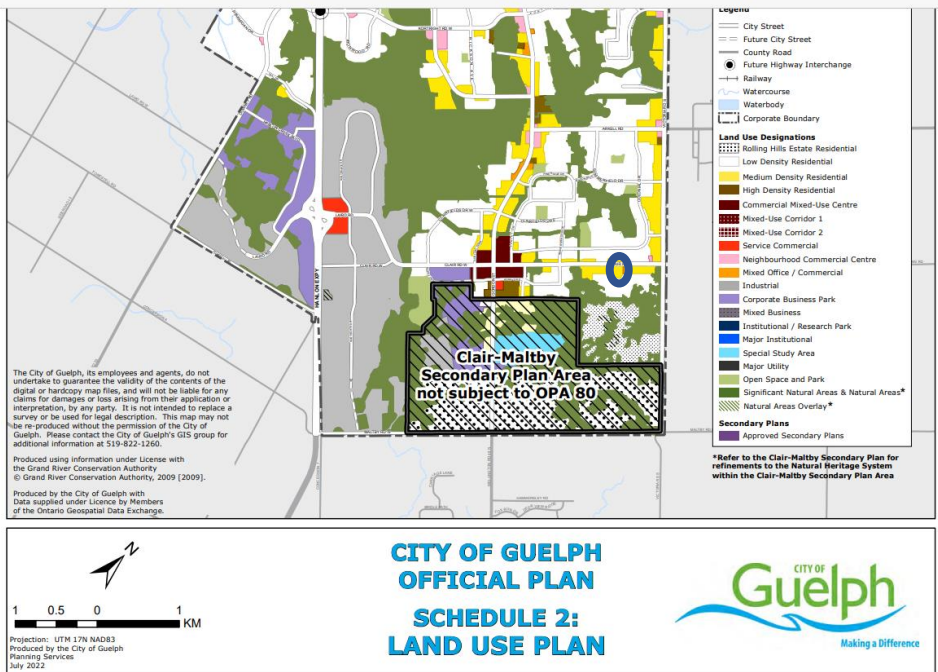 Legend
City Street
Future City Street
County Road
Future Highway Interchange
Railway
Watercourse
Waterbody
Corporate Boundary
Land Use Designations
Rolling Hills Estate Residential
Low Density Residential
Medium Density Residential
High Density Residential
Commercial Mixed-Use Centre
Mixed-Use Corridor 1
Mixed-Use Corridor 2
Service Commercial
Neighbourhood Commercial Centre
Mixed Office / Commercial
Industrial
Corporate Business Park
Mixed Business
Institutional / Research Park
Major Institutional
Special Study Area
Major Utility
Open Space and Park
Significant Natural Areas & Natural Areas*
Natural Areas Overlay*
Secondary Plans
Approved Secondary Plans
*Refer to the Clair-Maltby Secondary Plan for
refinements to the Natural Heritage System
within the Clair-Maltby Secondary Plan Area
HANLON EXPY
Clair-Maltby
Secondary Plan Area
not subject to OPA 80
The City of Guelph, its employees and agents, do not
undertake to guarantee the validity of the contents of the
digital or hardcopy map files, and will not be liable for any
claims for damages or loss arising from their application or
interpretation, by any party. It is not intended to replace a
survey or be used for legal description. This map may not
be re-produced without the permission of the City of
Guelph. Please contact the City of Guelph's GIS group for
additional information at 519-822-1260.
Produced using information under License with
the Grand River Conservation Authority
© Grand River Conservation Authority, 2009 [2009].
Produced by the City of Guelph with
Data supplied under Licence by Members
of the Ontario Geospatial Data Exchange.
N
1 0.5 0 1
KM
Projection: UTM 17N NAD83
Produced by the City of Guelph
Planning Services
July 2022
CITY OF GUELPH
OFFICIAL PLAN
SCHEDULE 2:
LAND USE PLAN
CITY OF
Guelph
Making a Difference